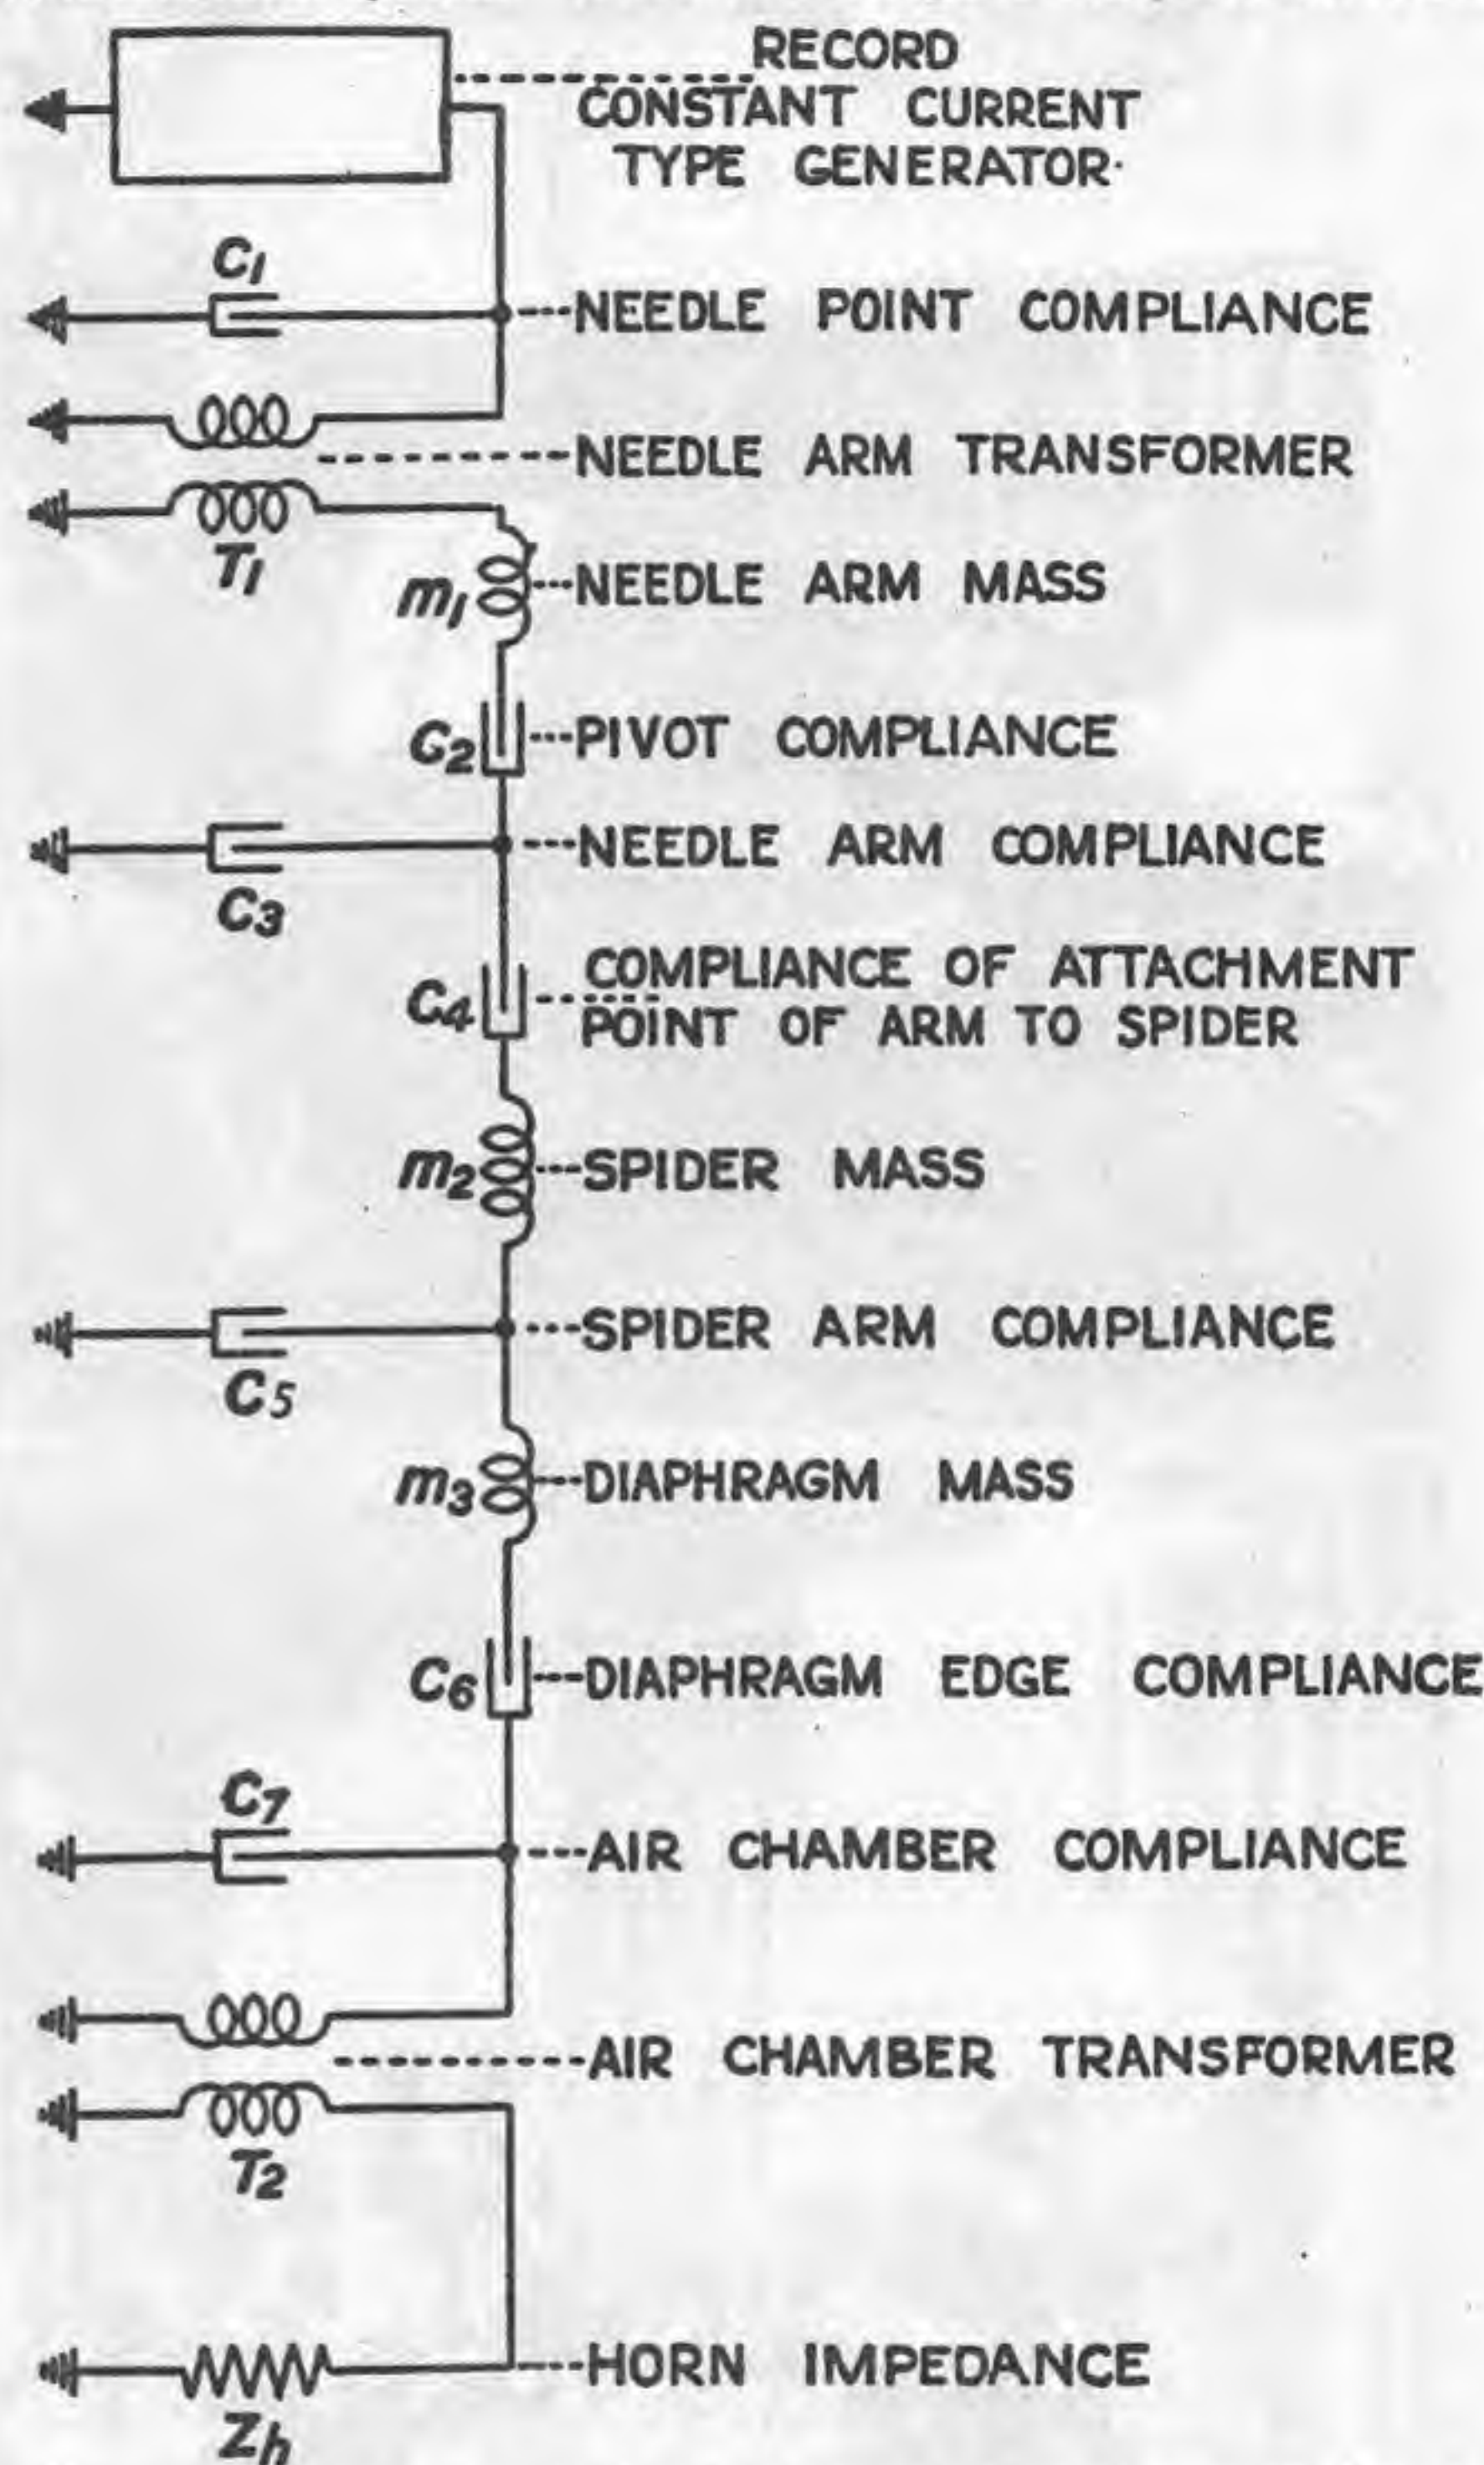 RECORD
CONSTANT CURRENT
TYPE GENERATOR.
C1
NEEDLE POINT COMPLIANCE
NEEDLE ARM TRANSFORMER
T1
m1
NEEDLE ARM MASS
C2
PIVOT COMPLIANCE
NEEDLE ARM COMPLIANCE
C3
COMPLIANCE OF ATTACHMENT
C4
POINT OF ARM TO SPIDER
m2
SPIDER MASS
SPIDER ARM COMPLIANCE
C5
m3
DIAPHRAGM MASS
C6
DIAPHRAGM EDGE COMPLIANCE
C7
AIR CHAMBER COMPLIANCE
AIR CHAMBER TRANSFORMER
T2
HORN IMPEDANCE
Zh